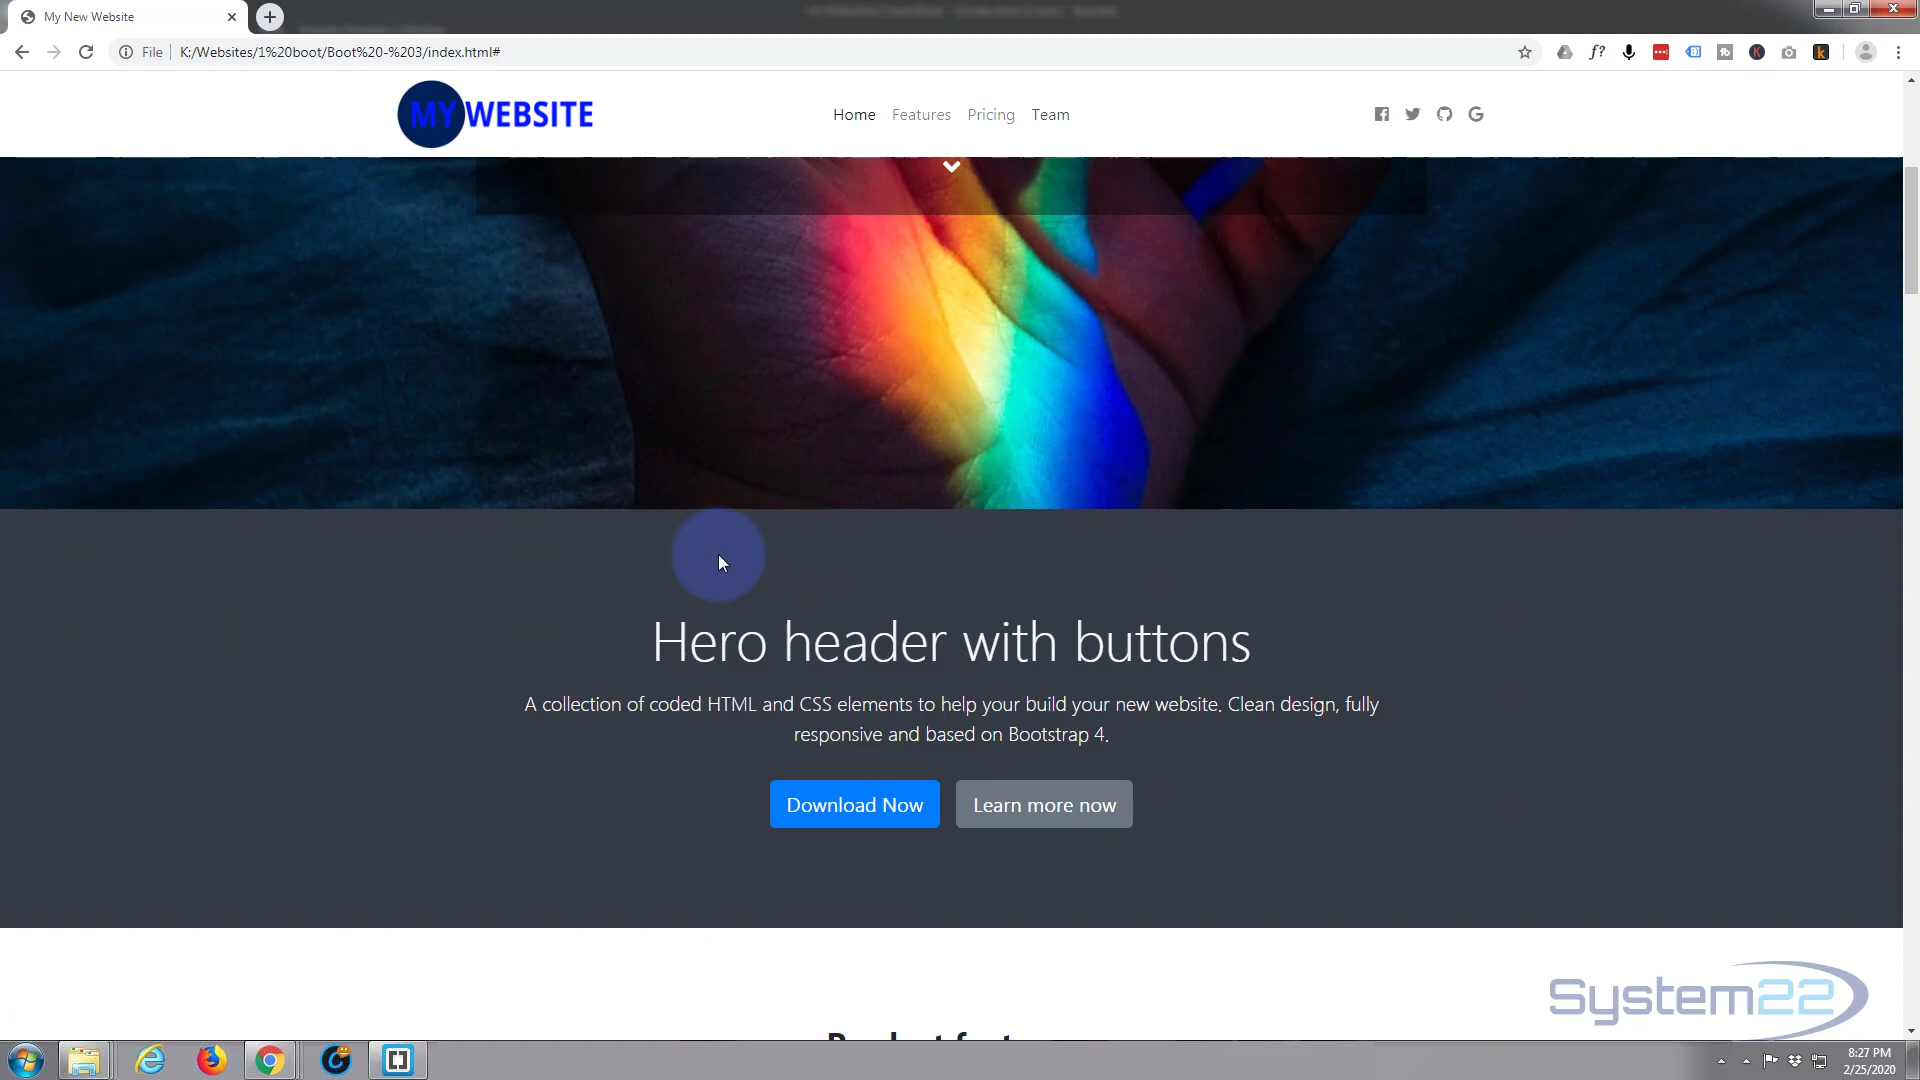 My New Website
File K:/Websites/1%20boot/Boot%20-%203/index.html#
MY WEBSITE
Home Features Pricing Team
Hero header with buttons
A collection of coded HTML and CSS elements to help your build your new website. Clean design, fully
responsive and based on Bootstrap 4.
Download Now Learn more now
System22
8:27 PM
2/25/2020